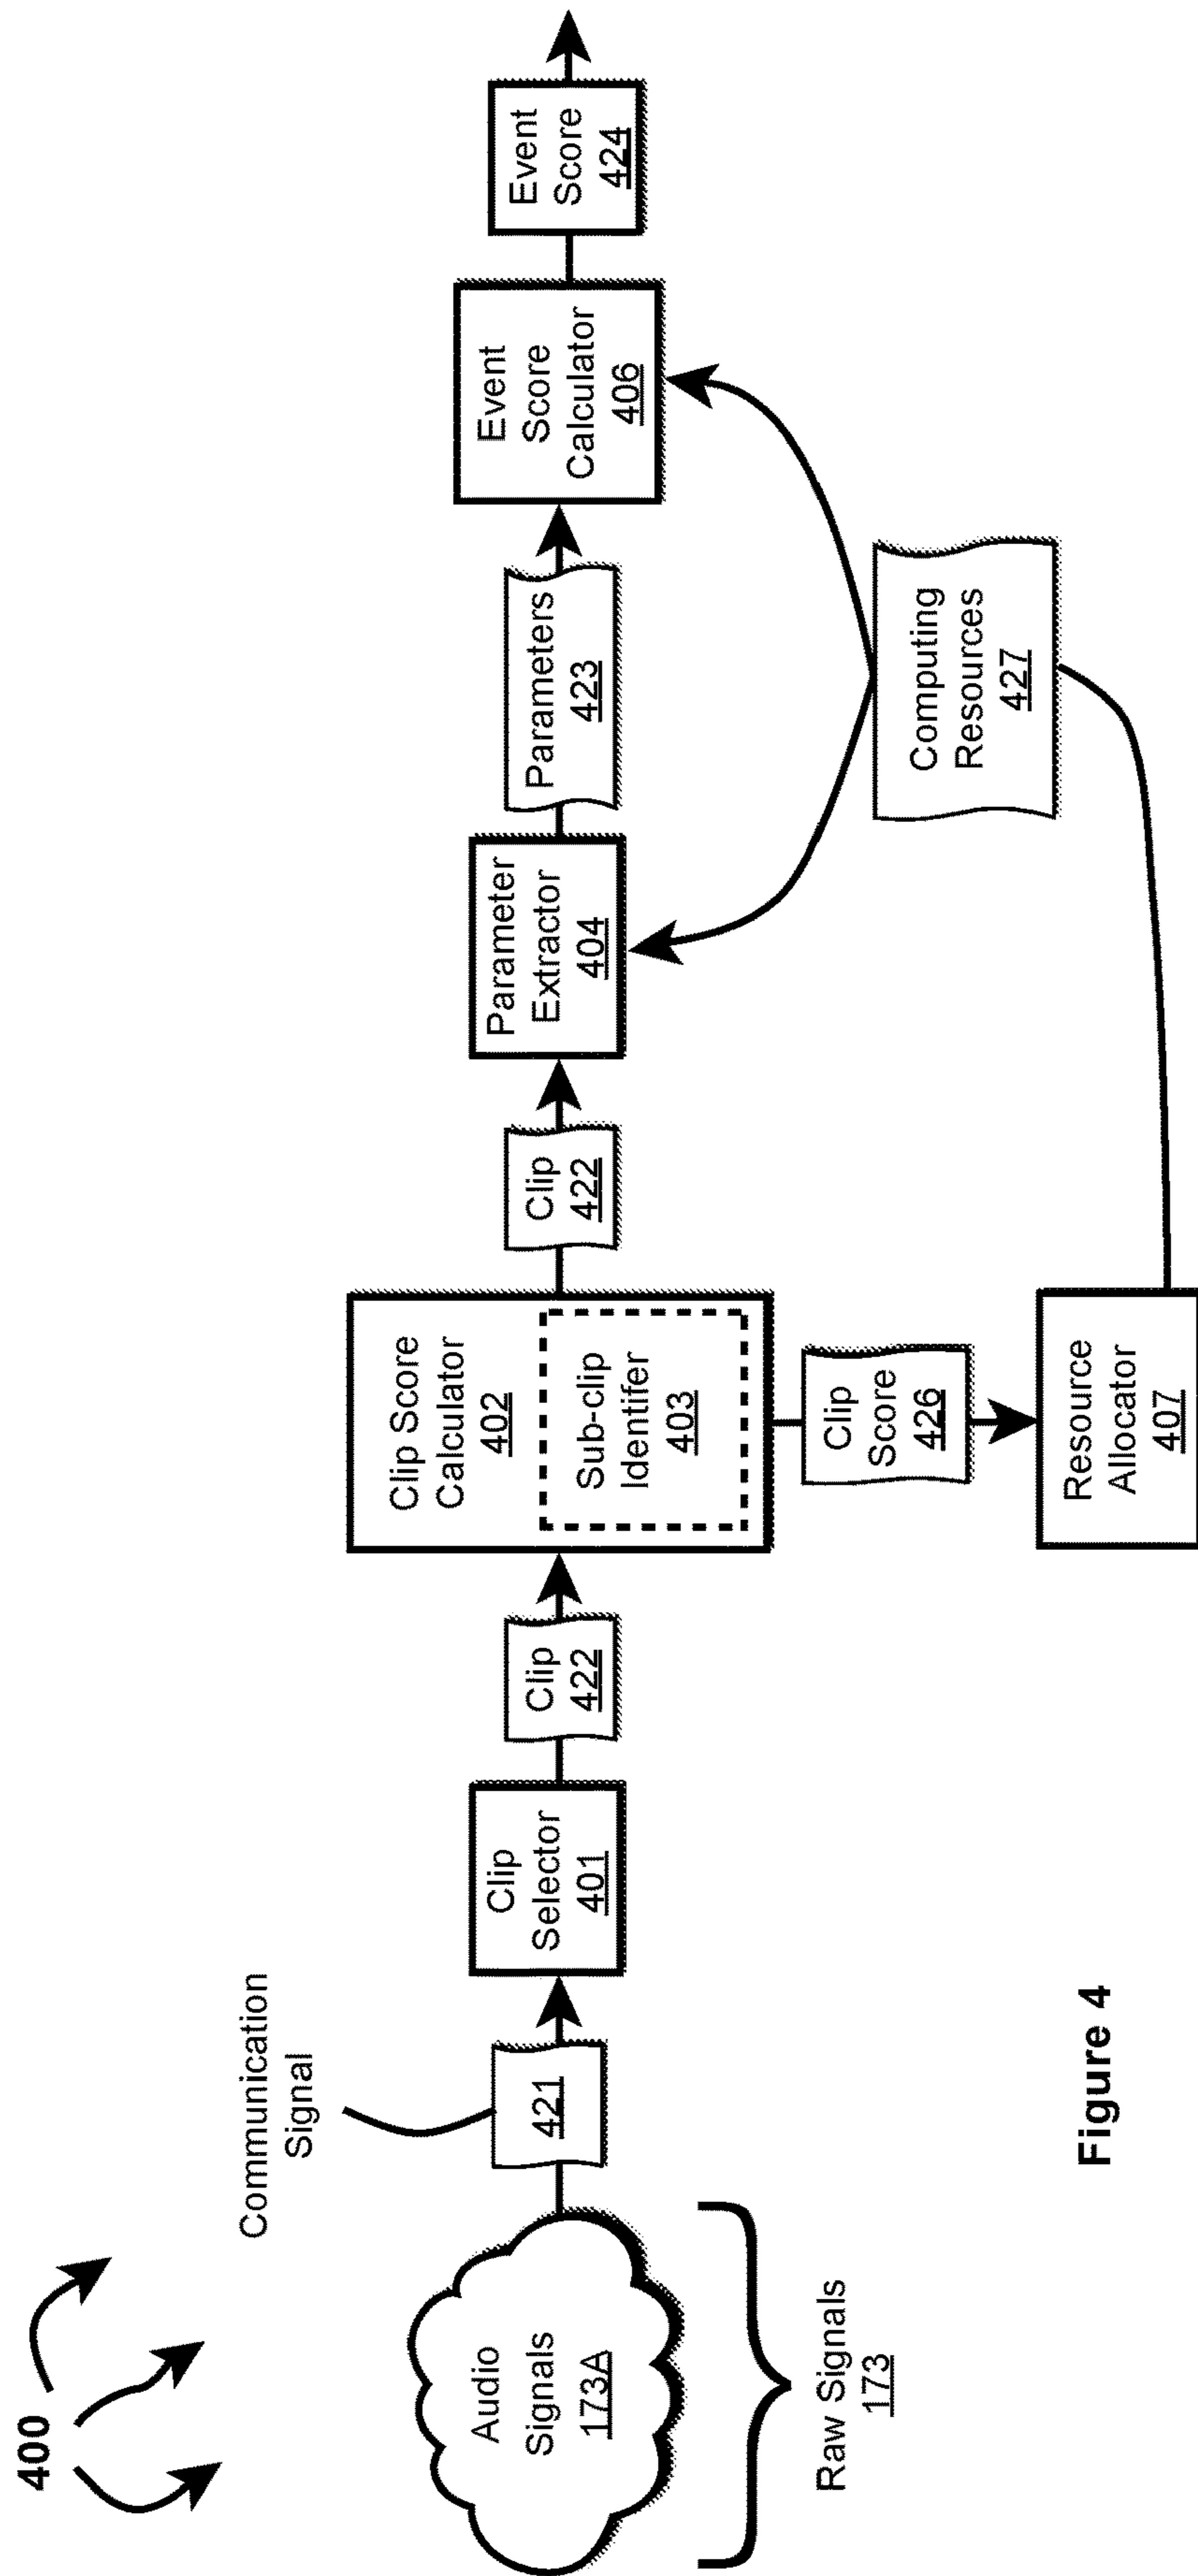 400
Communication
Signal
Audio
Signals
173A
Raw Signals
173
421
Clip
Selector
401
Clip
422
Clip Score
Calculator
402
Sub-clip
Identifer
403
Clip
422
Parameter
Extractor
404
Parameters
423
Event
Score
Calculator
406
Event
Score
424
Clip
Score
426
Resource
Allocator
407
Computing
Resources
427
Figure 4